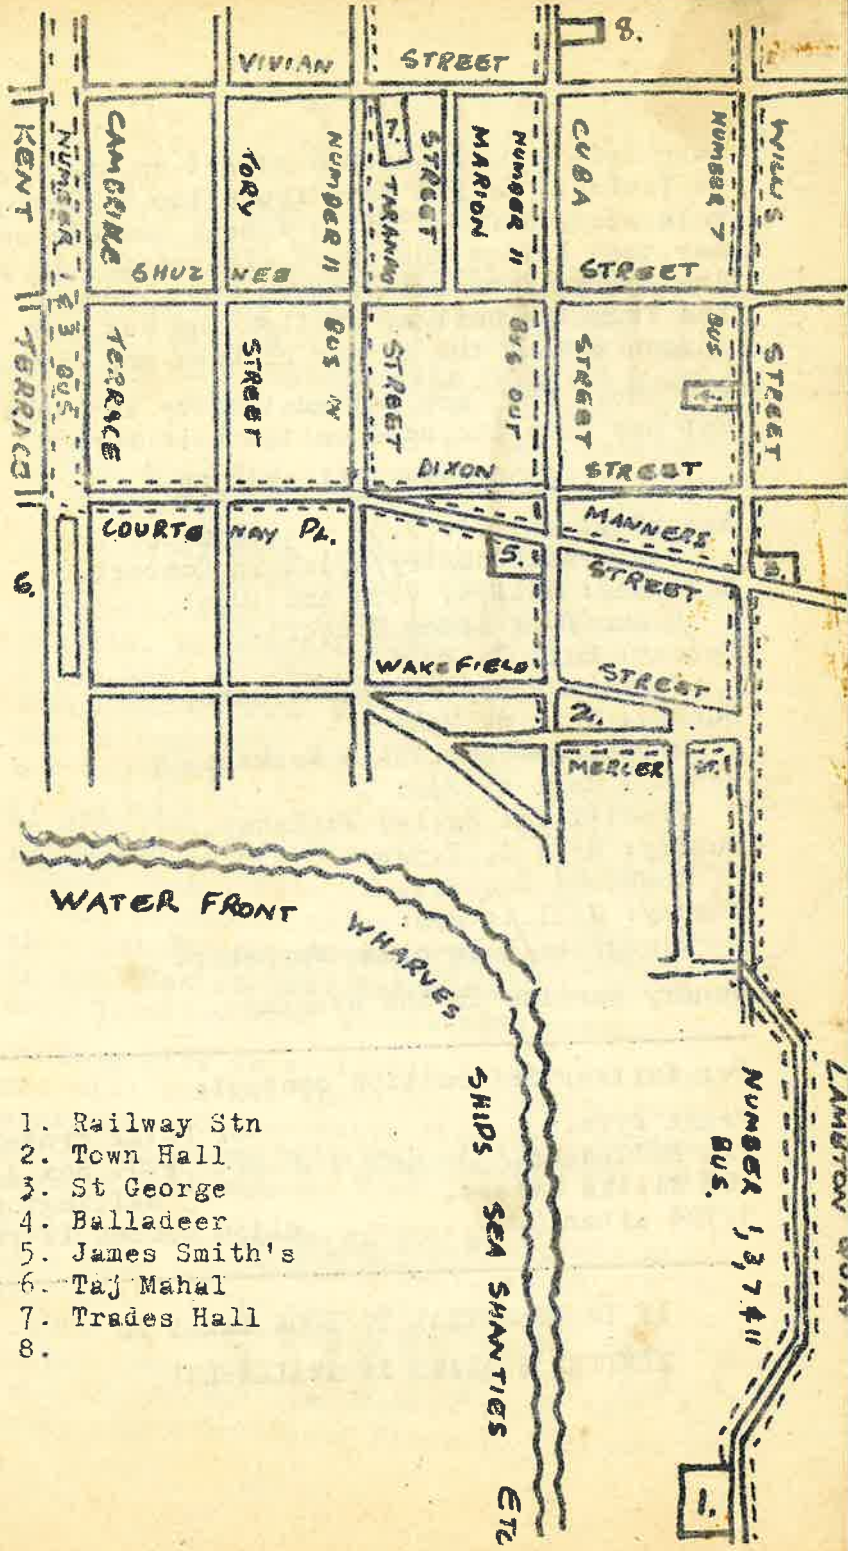 8.
VIVIAN STREET
KENT TERRACE
NUMBER 1 & 3 BUS
CAMBRIDGE TERRACE
TORY STREET
NUMBER 11 BUS IN
7.
TARANAKI STREET
STREET
MARION
NUMBER 11 BUS OUT
CUBA STREET
NUMBER 7 BUS
WILLIS STREET
GHUZNEE STREET
4.
DIXON STREET
COURTENAY PL.
MANNERS STREET
5.
3.
6.
WAKEFIELD STREET
2.
MERCER ST.
WATER FRONT
WHARVES
SHIPS SEA SHANTIES ETC
LAMBTON QUAY
NUMBER 1,3,7 & 11 BUS.
1.
1. Railway Stn
2. Town Hall
3. St George
4. Balladeer
5. James Smith's
6. Taj Mahal
7. Trades Hall
8.